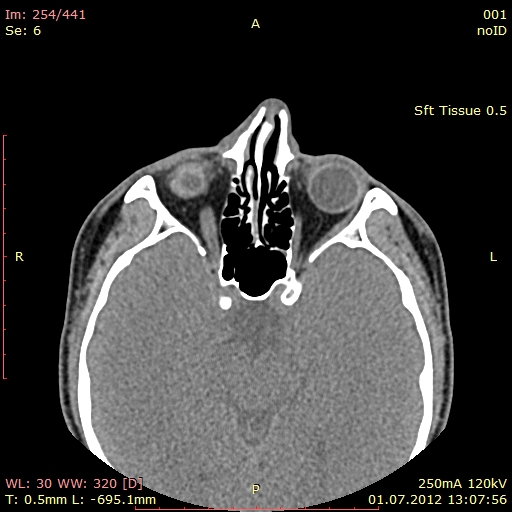 Im: 254/441
Se: 6
A
001
noID
Sft Tissue 0.5
R
L
WL: 30 WW: 320 [D]
T: 0.5mm L: -695.1mm
P
250mA 120kV
01.07.2012 13:07:56